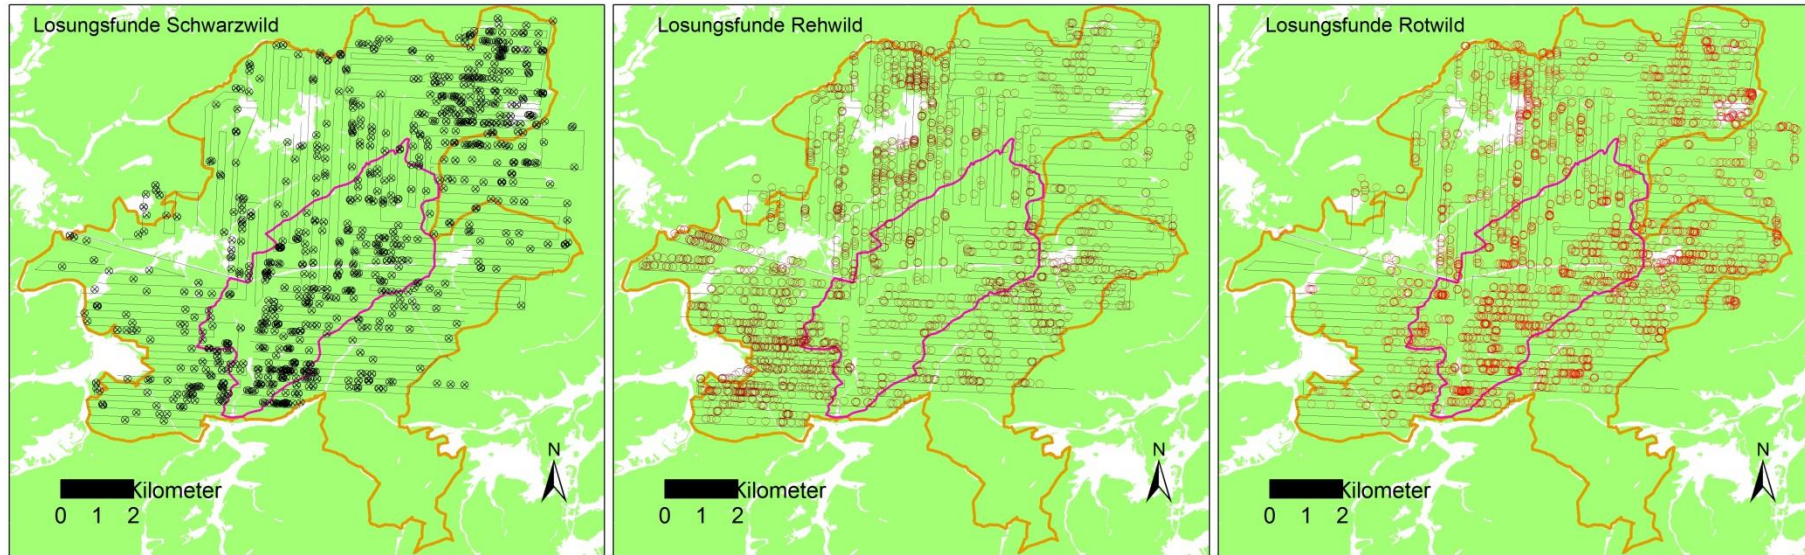 Losungsfunde Schwarzwild
N
Kilometer
0 1 2
Losungsfunde Rehwild
N
Kilometer
0 1 2
Losungsfunde Rotwild
N
Kilometer
0 1 2